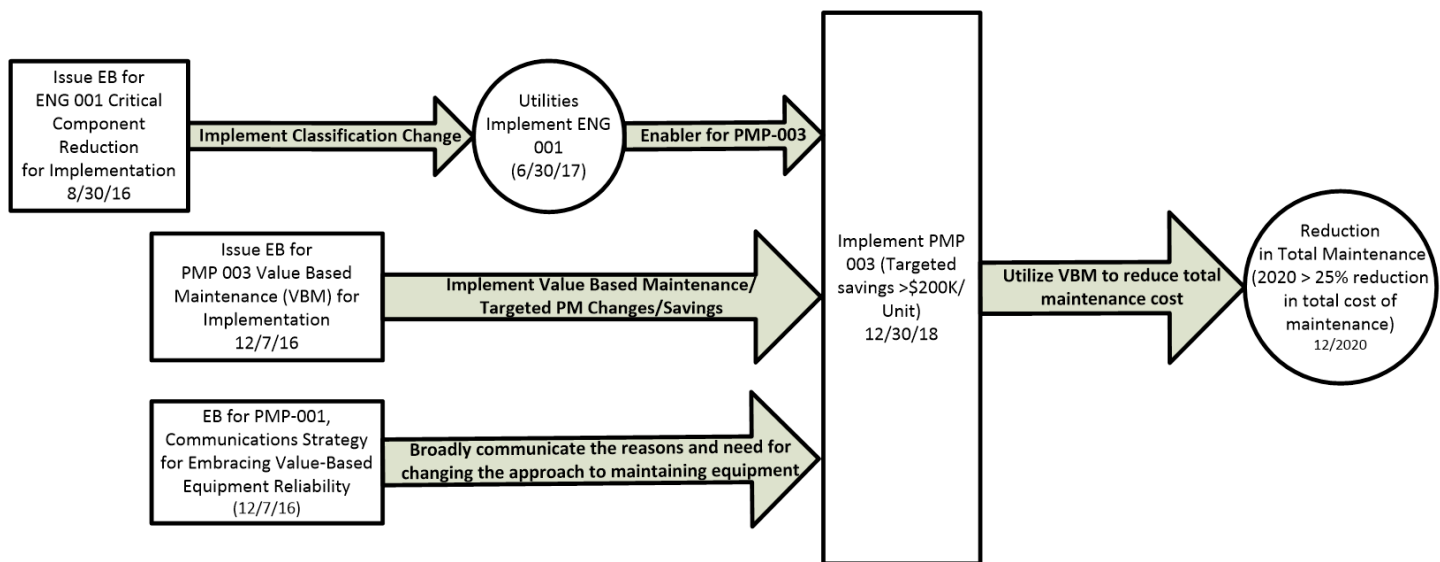 Issue EB for
ENG 001 Critical
Component
Reduction
for Implementation
8/30/16
Implement Classification Change
Utilities
Implement ENG
001
(6/30/17)
Enabler for PMP-003
Issue EB for
PMP 003 Value Based
Maintenance (VBM) for
Implementation
12/7/16
Implement Value Based Maintenance/
Targeted PM Changes/Savings
EB for PMP-001,
Communications Strategy
for Embracing Value-Based
Equipment Reliability
(12/7/16)
Broadly communicate the reasons and need for
changing the approach to maintaining equipment
Implement PMP
003 (Targeted
savings >$200K/
Unit)
12/30/18
Utilize VBM to reduce total
maintenance cost
Reduction
in Total Maintenance
(2020 > 25% reduction
in total cost of
maintenance)
12/2020